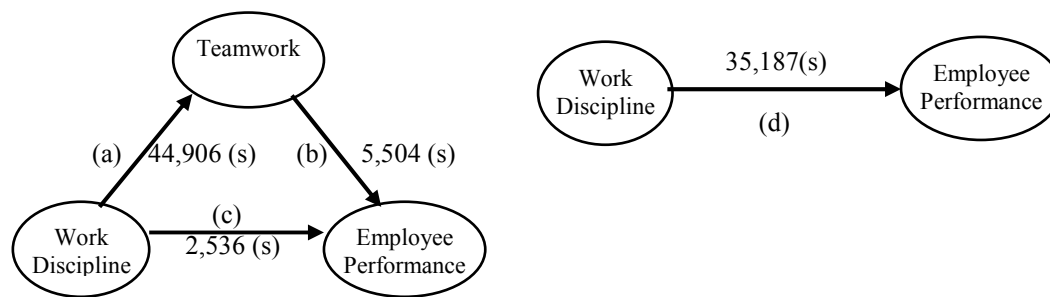 Teamwork
(a)
44,906 (s)
(b)
5,504 (s)
Work
Discipline
(c)
2,536 (s)
Employee
Performance
Work
Discipline
35,187(s)
(d)
Employee
Performance